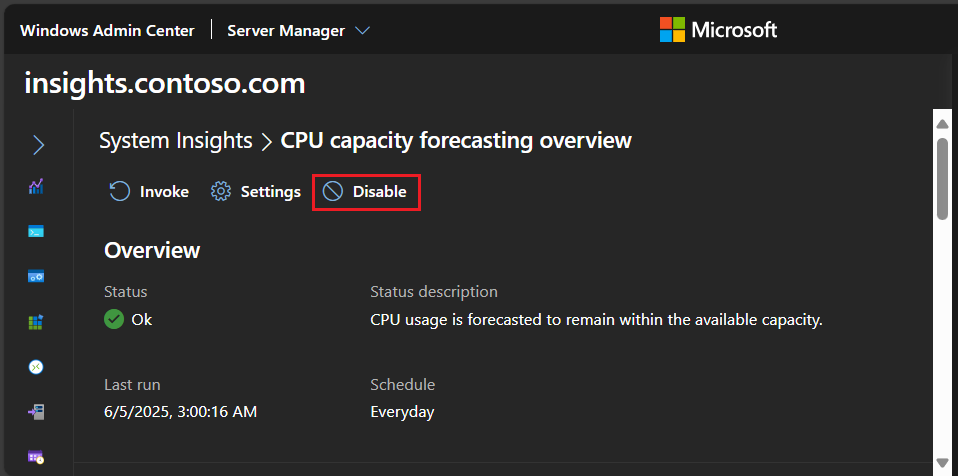 Windows Admin Center Server Manager Microsoft
insights.contoso.com
System Insights > CPU capacity forecasting overview
Invoke Settings Disable
Overview
Status Status description
Ok CPU usage is forecasted to remain within the available capacity.
Last run Schedule
6/5/2025, 3:00:16 AM Everyday